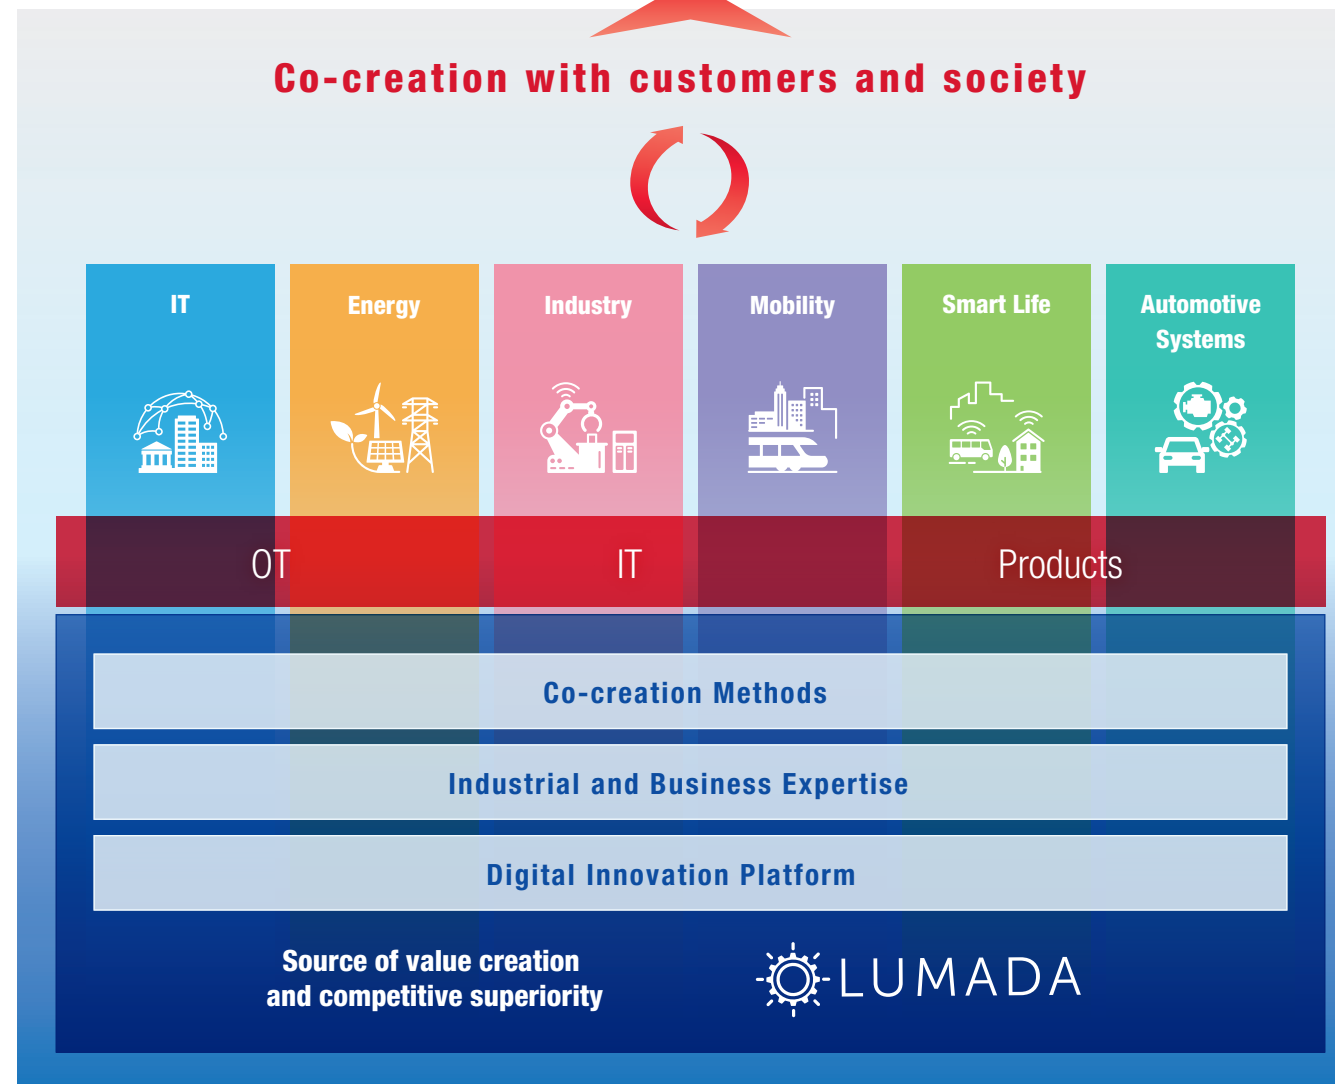 Co-creation with customers and society
IT
Energy
Industry
Mobility
Smart Life
Automotive
Systems
OT
IT
Products
Co-creation Methods
Industrial and Business Expertise
Digital Innovation Platform
Source of value creation
and competitive superiority
LUMADA